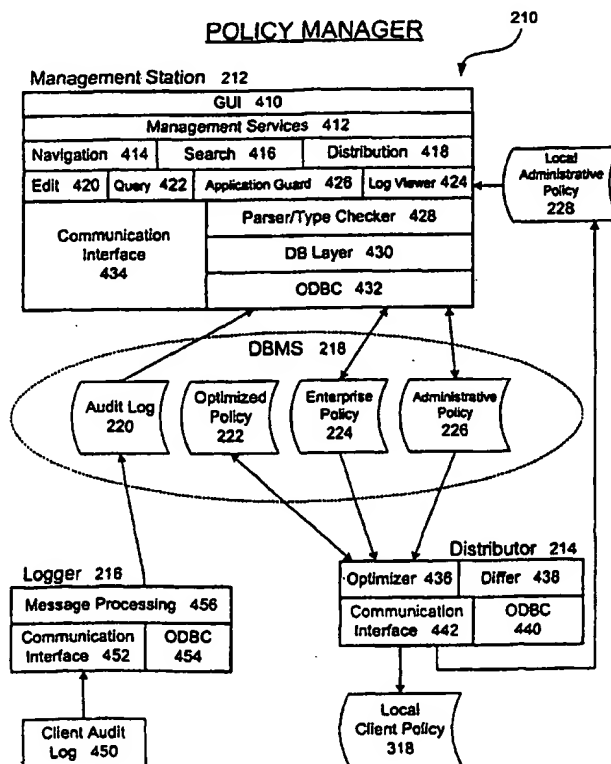 POLICY MANAGER
210
Management Station 212
GUI 410
Management Services 412
Navigation 414 Search 416 Distribution 418
Edit 420 Query 422 Application Guard 426 Log Viewer 424
Local
Administrative
Policy
228
Communication
Interface
434
Parser/Type Checker 428
DB Layer 430
ODBC 432
DBMS 218
Audit Log
220
Optimized
Policy
222
Enterprise
Policy
224
Administrative
Policy
226
Distributor 214
Optimizer 436 Differ 438
Communication
Interface 442
ODBC
440
Logger 216
Message Processing 456
Communication
Interface 452
ODBC
454
Client Audit
Log 450
Local
Client Policy
318